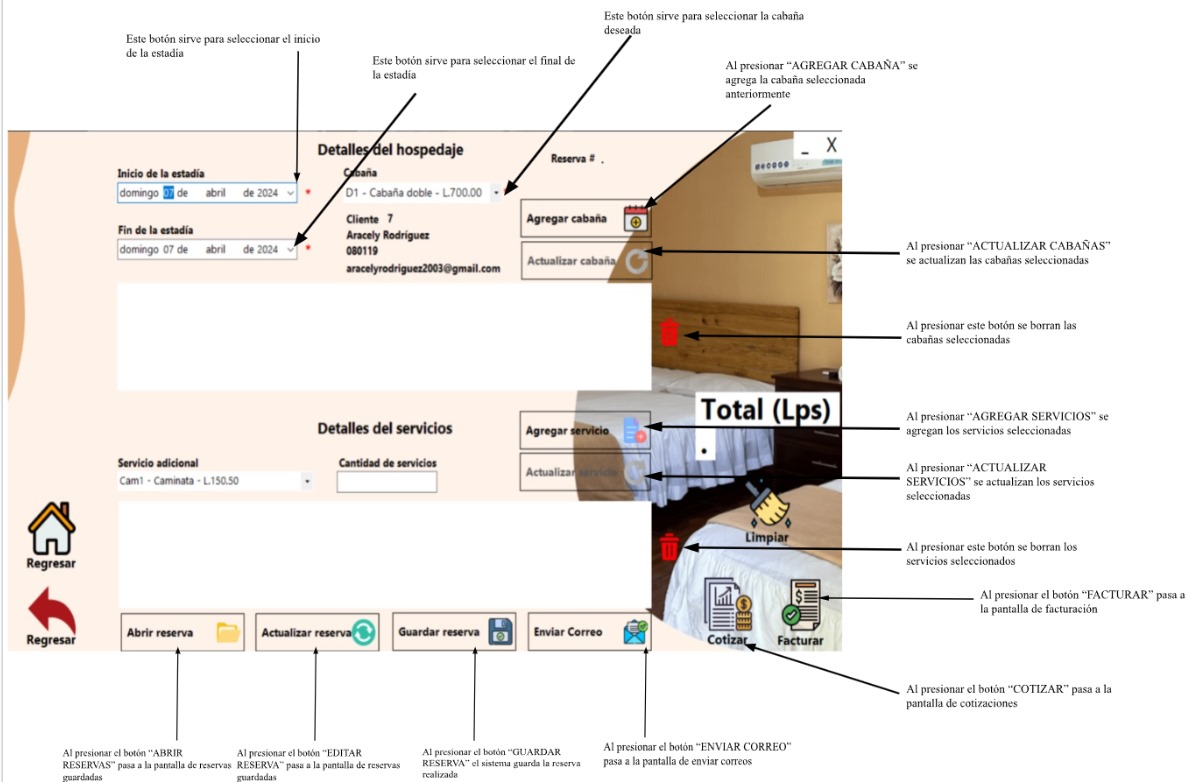 Este botón sirve para seleccionar la cabaña
deseada
Este botón sirve para seleccionar el inicio
de la estadía
Este botón sirve para seleccionar el final de
la estadía
Al presionar “AGREGAR CABAÑA” se
agrega la cabaña seleccionada
anteriormente
Detalles del hospedaje
Reserva # .
_ X
Inicio de la estadía
domingo 07 de abril de 2024
*
Cabaña
D1 - Cabaña doble - L.700.00
Fin de la estadía
domingo 07 de abril de 2024
*
Cliente 7
Aracely Rodríguez
080119
aracelyrodriguez2003@gmail.com
Agregar cabaña
Actualizar cabaña
Al presionar “ACTUALIZAR CABAÑAS”
se actualizan las cabañas seleccionadas
Al presionar este botón se borran las
cabañas seleccionadas
Total (Lps)
.
Detalles del servicios
Agregar servicio
Actualizar servicio
Al presionar “AGREGAR SERVICIOS” se
agregan los servicios seleccionadas
Servicio adicional
Cam1 - Caminata - L.150.50
Cantidad de servicios
Al presionar “ACTUALIZAR
SERVICIOS” se actualizan los servicios
seleccionadas
Limpiar
Al presionar este botón se borran los
servicios seleccionados
Regresar
Regresar
Al presionar el botón “FACTURAR” pasa a
la pantalla de facturación
Abrir reserva
Actualizar reserva
Guardar reserva
Enviar Correo
Cotizar
Facturar
Al presionar el botón “COTIZAR” pasa a la
pantalla de cotizaciones
Al presionar el botón “ABRIR
RESERVAS” pasa a la pantalla de reservas
guardadas
Al presionar el botón “EDITAR
RESERVA” pasa a la pantalla de reservas
guardadas
Al presionar el botón “GUARDAR
RESERVA” el sistema guarda la reserva
realizada
Al presionar el botón “ENVIAR CORREO”
pasa a la pantalla de enviar correos